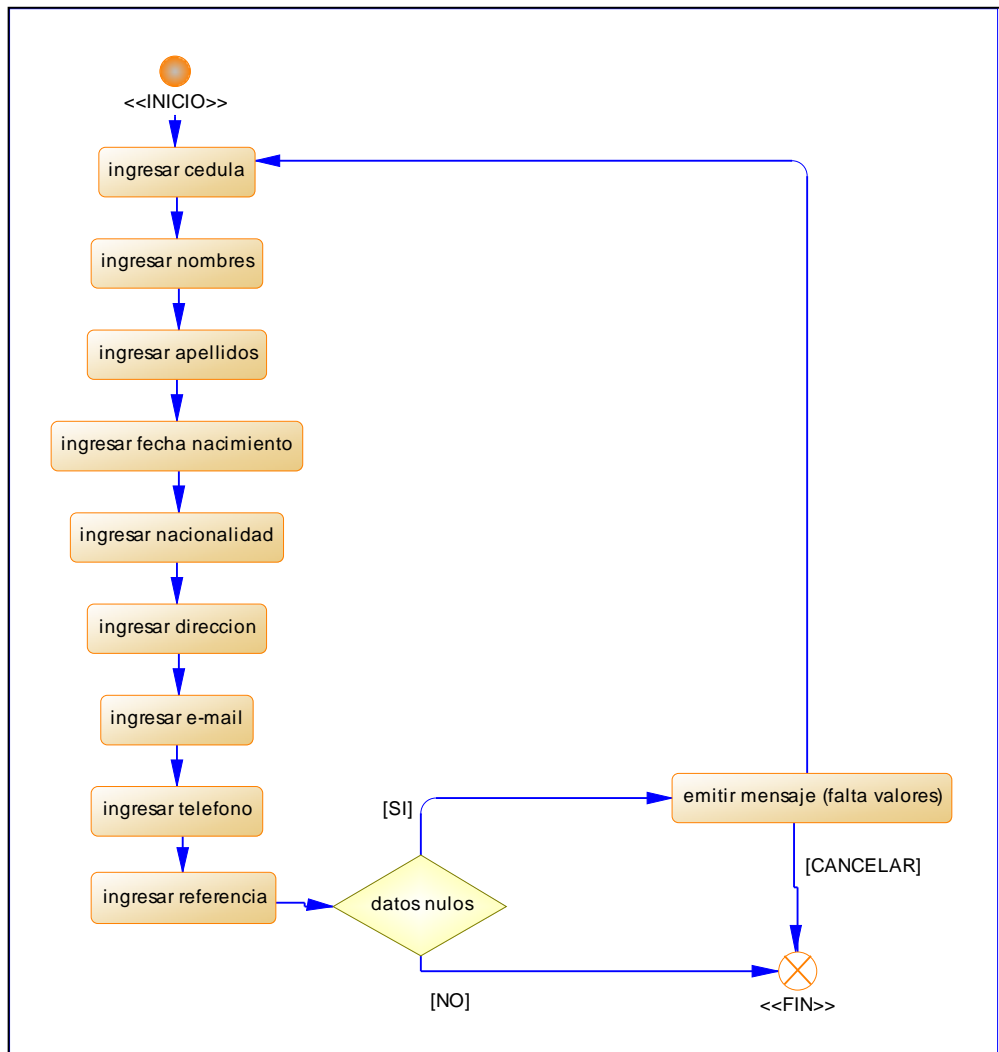 <<INICIO>>
ingresar cedula
ingresar nombres
ingresar apellidos
ingresar fecha nacimiento
ingresar nacionalidad
ingresar direccion
ingresar e-mail
ingresar telefono
ingresar referencia
datos nulos
[SI]
emitir mensaje (falta valores)
[CANCELAR]
[NO]
<<FIN>>